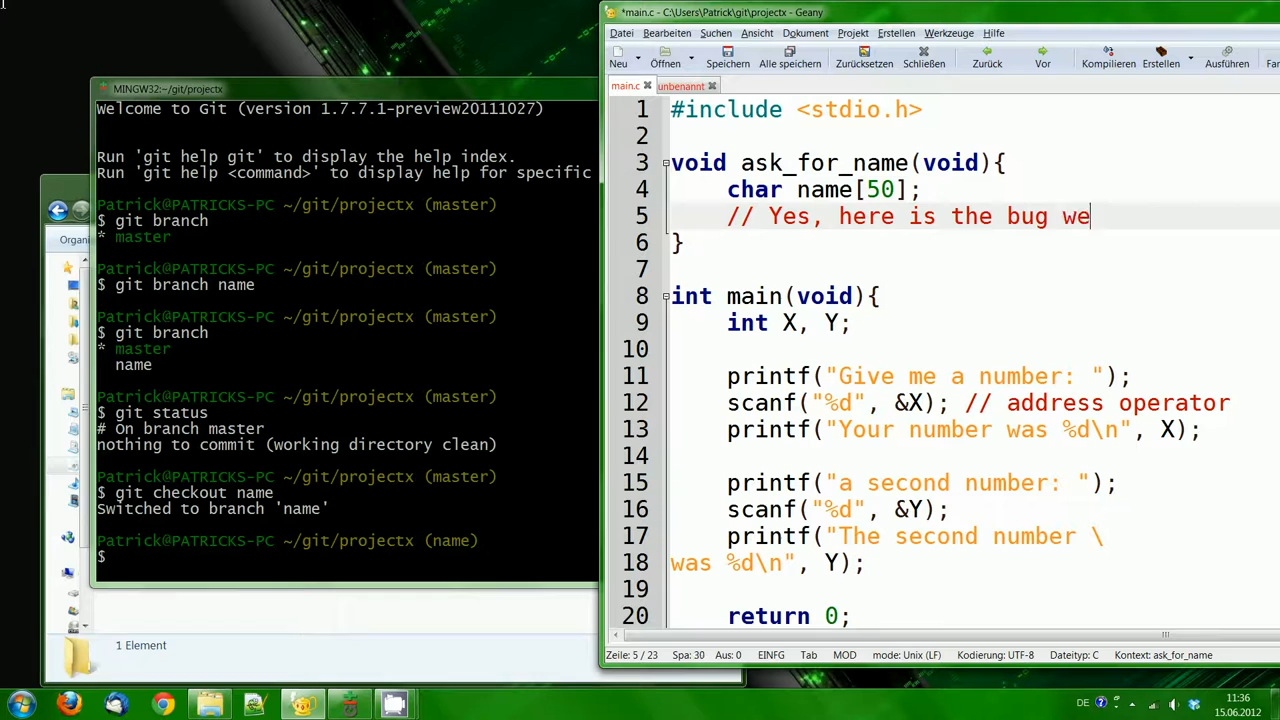 *main.c - C:\Users\Patrick\git\projectx - Geany
Datei Bearbeiten Suchen Ansicht Dokument Projekt Erstellen Werkzeuge Hilfe
Neu Öffnen Speichern Alle speichern Zurücksetzen Schließen Zurück Vor Kompilieren Erstellen Ausführen Far
main.c unbenannt
1 #include <stdio.h>
2
3 void ask_for_name(void){
4 char name[50];
5 // Yes, here is the bug we
6 }
7
8 int main(void){
9 int X, Y;
10
11 printf("Give me a number: ");
12 scanf("%d", &X); // address operator
13 printf("Your number was %d\n", X);
14
15 printf("a second number: ");
16 scanf("%d", &Y);
17 printf("The second number \
18 was %d\n", Y);
19
20 return 0;
Zeile: 5 / 23 Spa: 30 Aus: 0 EINFG Tab MOD mode: Unix (LF) Kodierung: UTF-8 Dateityp: C Kontext: ask_for_name
MINGW32:~/git/projectx
Welcome to Git (version 1.7.7.1-preview20111027)
Run 'git help git' to display the help index.
Run 'git help <command>' to display help for specific
Patrick@PATRICKS-PC ~/git/projectx (master)
$ git branch
* master
Patrick@PATRICKS-PC ~/git/projectx (master)
$ git branch name
Patrick@PATRICKS-PC ~/git/projectx (master)
$ git branch
* master
name
Patrick@PATRICKS-PC ~/git/projectx (master)
$ git status
# On branch master
nothing to commit (working directory clean)
Patrick@PATRICKS-PC ~/git/projectx (master)
$ git checkout name
Switched to branch 'name'
Patrick@PATRICKS-PC ~/git/projectx (name)
$
Organi
1 Element
DE
11:36
15.06.2012